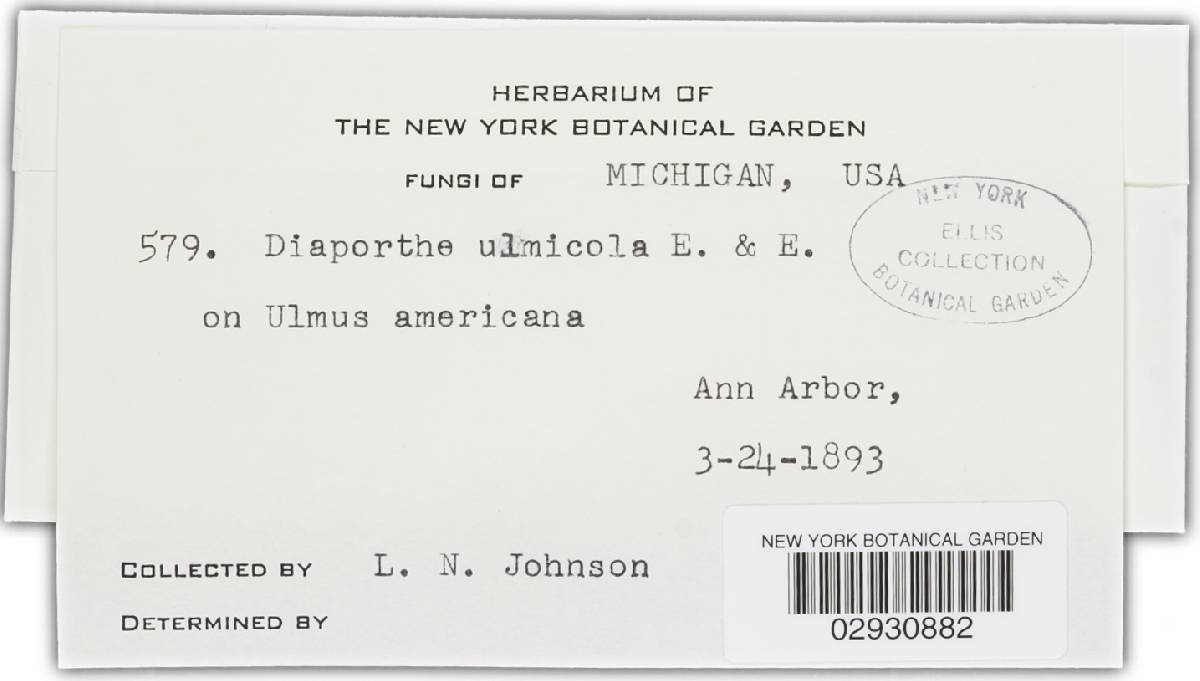 HERBARIUM OF
THE NEW YORK BOTANICAL GARDEN
FUNGI OF MICHIGAN, USA
NEW YORK
ELLIS
COLLECTION
BOTANICAL GARDEN
579. Diaporthe ulmicola E. & E.
on Ulmus americana
Ann Arbor,
3-24-1893
COLLECTED BY L. N. Johnson
DETERMINED BY
NEW YORK BOTANICAL GARDEN
02930882